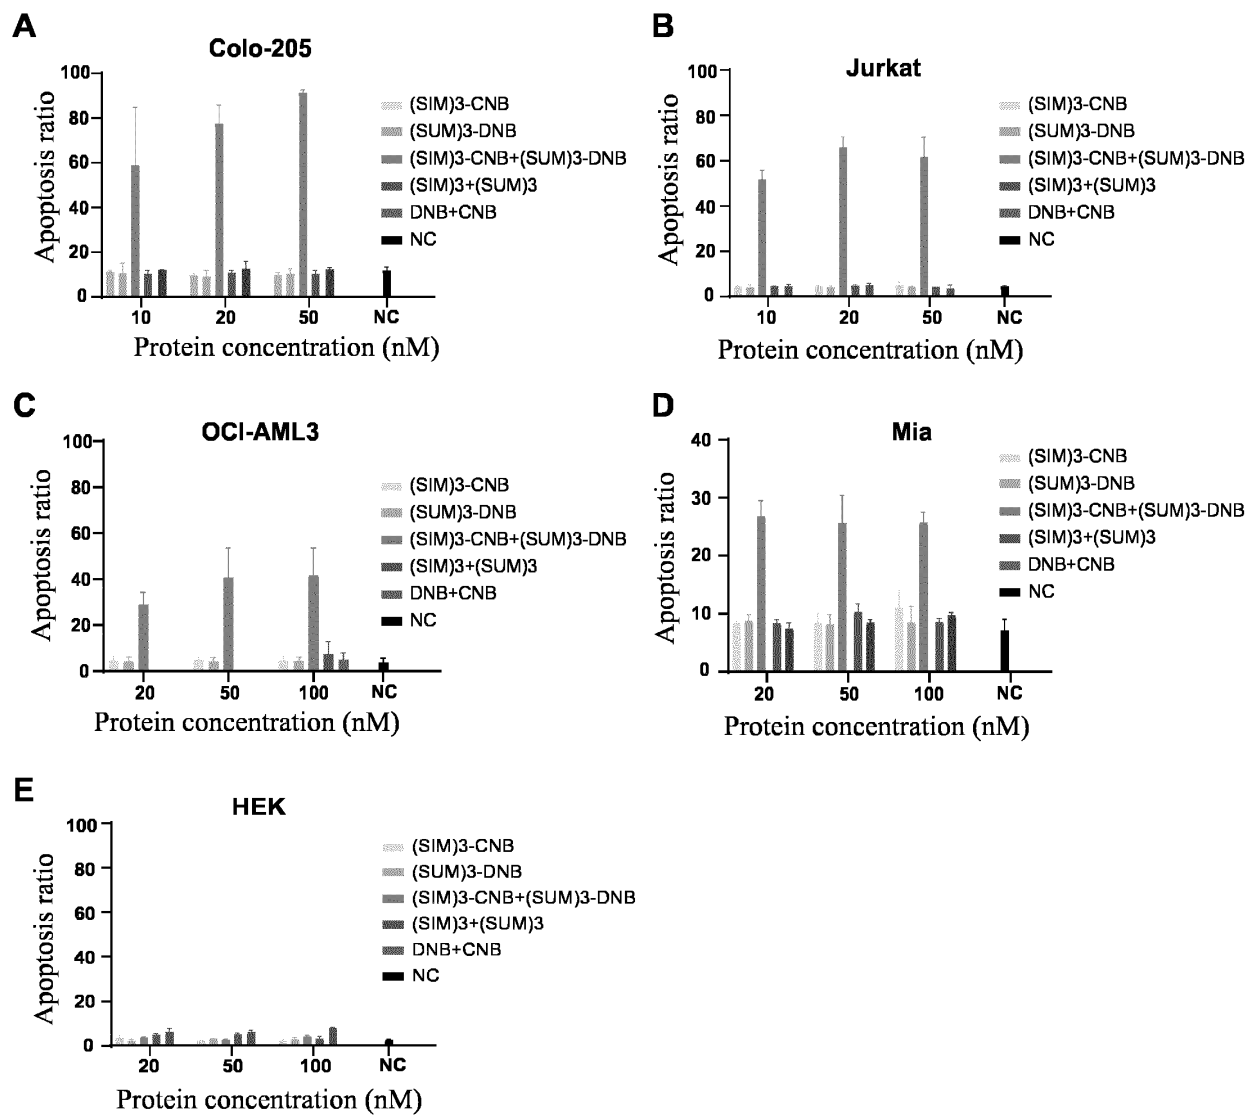 A
Colo-205
Apoptosis ratio
100
80
60
40
20
0
10
20
50
NC
Protein concentration (nM)
(SIM)3-CNB
(SUM)3-DNB
(SIM)3-CNB+(SUM)3-DNB
(SIM)3+(SUM)3
DNB+CNB
NC
B
Jurkat
Apoptosis ratio
100
80
60
40
20
0
10
20
50
NC
Protein concentration (nM)
(SIM)3-CNB
(SUM)3-DNB
(SIM)3-CNB+(SUM)3-DNB
(SIM)3+(SUM)3
DNB+CNB
NC
C
OCI-AML3
Apoptosis ratio
100
80
60
40
20
0
20
50
100
NC
Protein concentration (nM)
(SIM)3-CNB
(SUM)3-DNB
(SIM)3-CNB+(SUM)3-DNB
(SIM)3+(SUM)3
DNB+CNB
NC
D
Mia
Apoptosis ratio
40
30
20
10
0
20
50
100
NC
Protein concentration (nM)
(SIM)3-CNB
(SUM)3-DNB
(SIM)3-CNB+(SUM)3-DNB
(SIM)3+(SUM)3
DNB+CNB
NC
E
HEK
Apoptosis ratio
100
80
60
40
20
0
20
50
100
NC
Protein concentration (nM)
(SIM)3-CNB
(SUM)3-DNB
(SIM)3-CNB+(SUM)3-DNB
(SIM)3+(SUM)3
DNB+CNB
NC